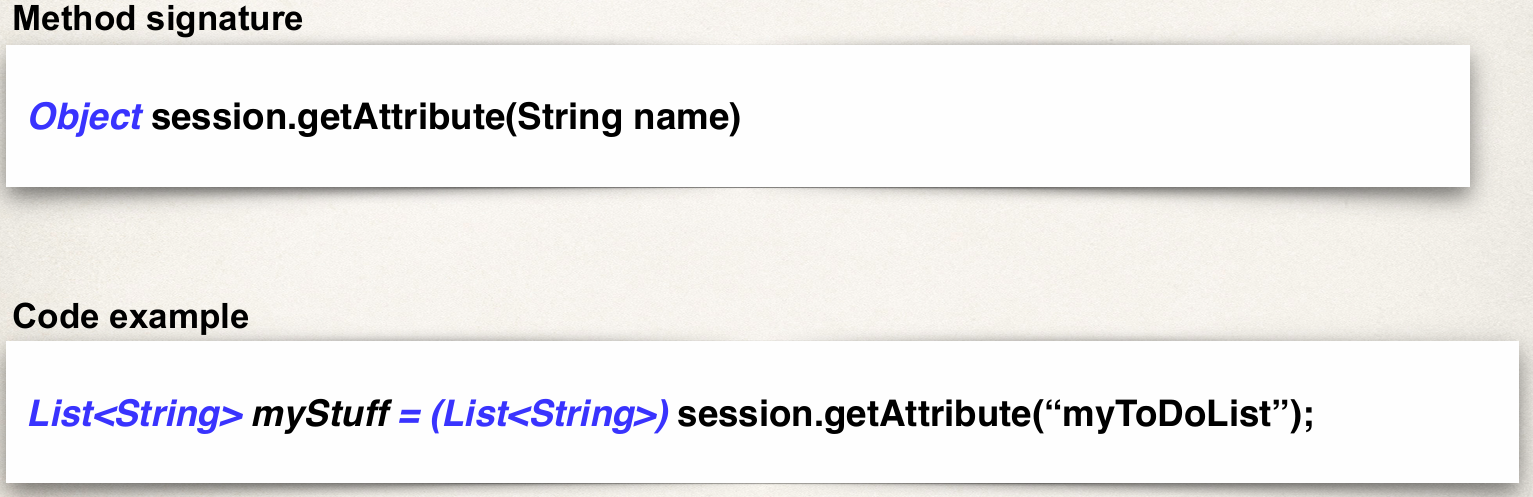 Method signature
Object session.getAttribute(String name)
Code example
List<String> myStuff = (List<String>) session.getAttribute(“myToDoList”);